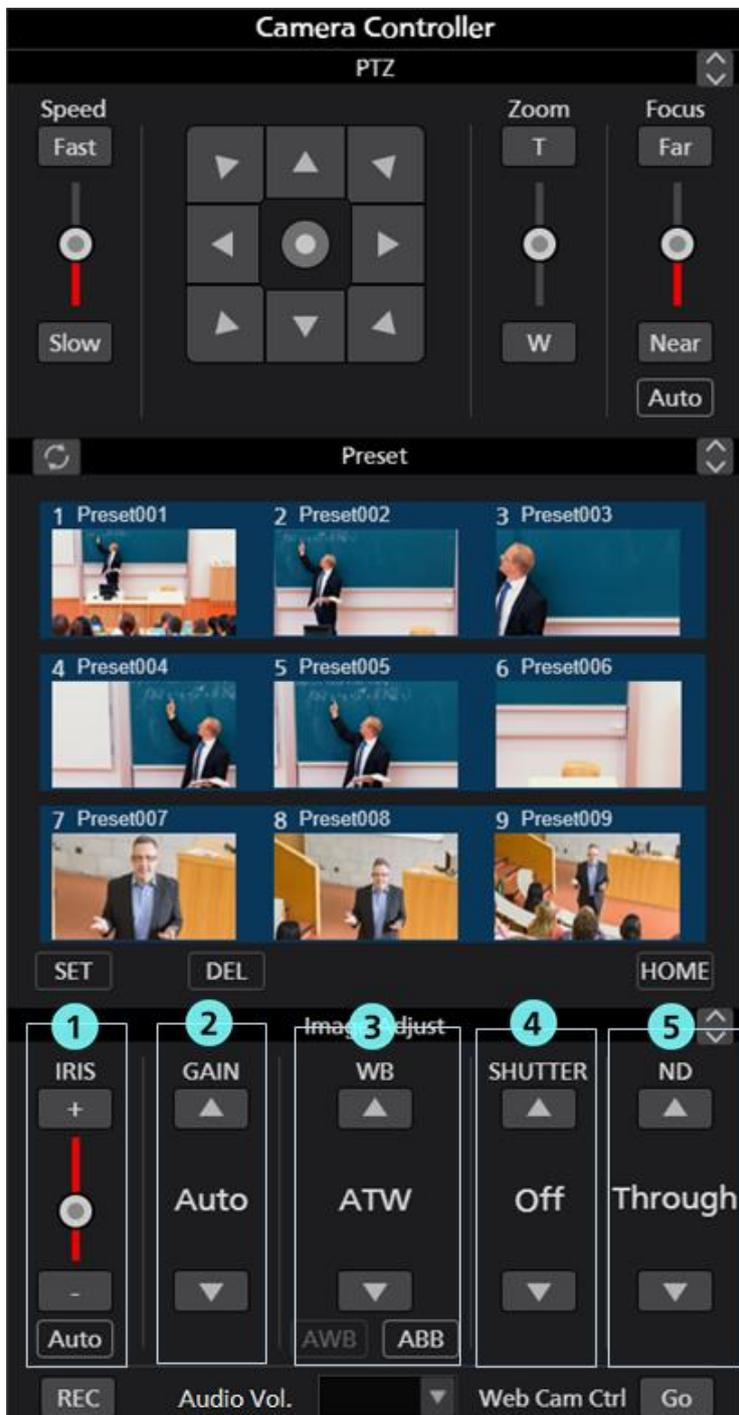 Camera Controller
PTZ
Speed Zoom Focus
Fast T Far
Slow W Near
Auto
Preset
1 Preset001 2 Preset002 3 Preset003
4 Preset004 5 Preset005 6 Preset006
7 Preset007 8 Preset008 9 Preset009
SET DEL HOME
Image Adjust
1 2 3 4 5
IRIS GAIN WB SHUTTER ND
+
Auto ATW Off Through
-
Auto AWB ABB
REC Audio Vol. Web Cam Ctrl Go